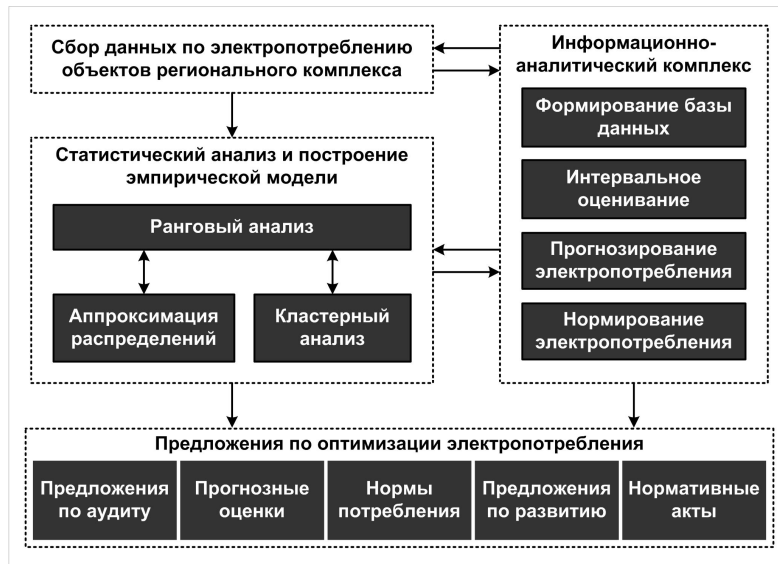 Сбор данных по электропотреблению
объектов регионального комплекса
Информационно-
аналитический комплекс
Формирование базы
данных
Интервальное
оценивание
Прогнозирование
электропотребления
Нормирование
электропотребления
Статистический анализ и построение
эмпирической модели
Ранговый анализ
Аппроксимация
распределений
Кластерный
анализ
Предложения по оптимизации электропотребления
Предложения
по аудиту
Прогнозные
оценки
Нормы
потребления
Предложения
по развитию
Нормативные
акты